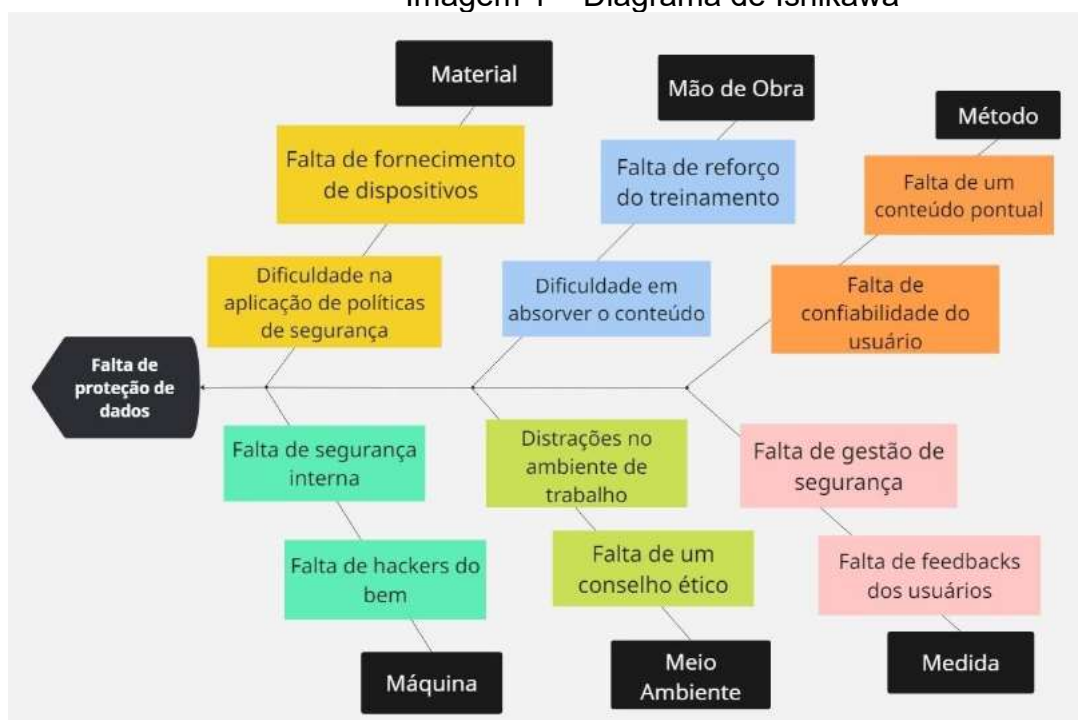 Imagem 1 – Diagrama de Ishikawa
Material
Mão de Obra
Método
Falta de fornecimento
de dispositivos
Falta de reforço
do treinamento
Falta de um
conteúdo pontual
Dificuldade na
aplicação de políticas
de segurança
Dificuldade em
absorver o conteúdo
Falta de
confiabilidade do
usuário
Falta de
proteção de
dados
Falta de segurança
interna
Distrações no
ambiente de
trabalho
Falta de gestão de
segurança
Falta de hackers do
bem
Falta de um
conselho ético
Falta de feedbacks
dos usuários
Máquina
Meio
Ambiente
Medida